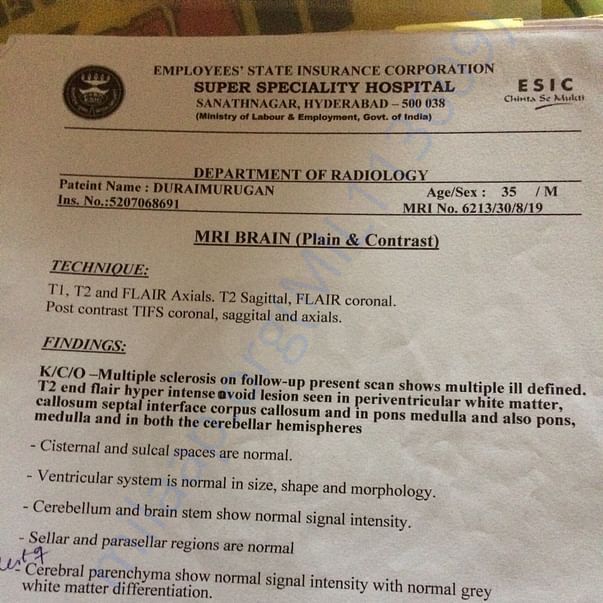 EMPLOYEES' STATE INSURANCE CORPORATION
SUPER SPECIALITY HOSPITAL
SANATHNAGAR, HYDERABAD – 500 038
(Ministry of Labour & Employment, Govt. of India)
ESIC
Chinta Se Mukti
DEPARTMENT OF RADIOLOGY
Pateint Name : DURAIMURUGAN Age/Sex : 35 / M
Ins. No.:5207068691 MRI No. 6213/30/8/19
MRI BRAIN (Plain & Contrast)
TECHNIQUE:
T1, T2 and FLAIR Axials. T2 Sagittal, FLAIR coronal.
Post contrast TIFS coronal, saggital and axials.
FINDINGS:
K/C/O –Multiple sclerosis on follow-up present scan shows multiple ill defined.
T2 end flair hyper intense ovoid lesion seen in periventricular white matter,
callosum septal interface corpus callosum and in pons medulla and also pons,
medulla and in both the cerebellar hemispheres
- Cisternal and sulcal spaces are normal.
- Ventricular system is normal in size, shape and morphology.
- Cerebellum and brain stem show normal signal intensity.
- Sellar and parasellar regions are normal
- Cerebral parenchyma show normal signal intensity with normal grey
white matter differentiation.